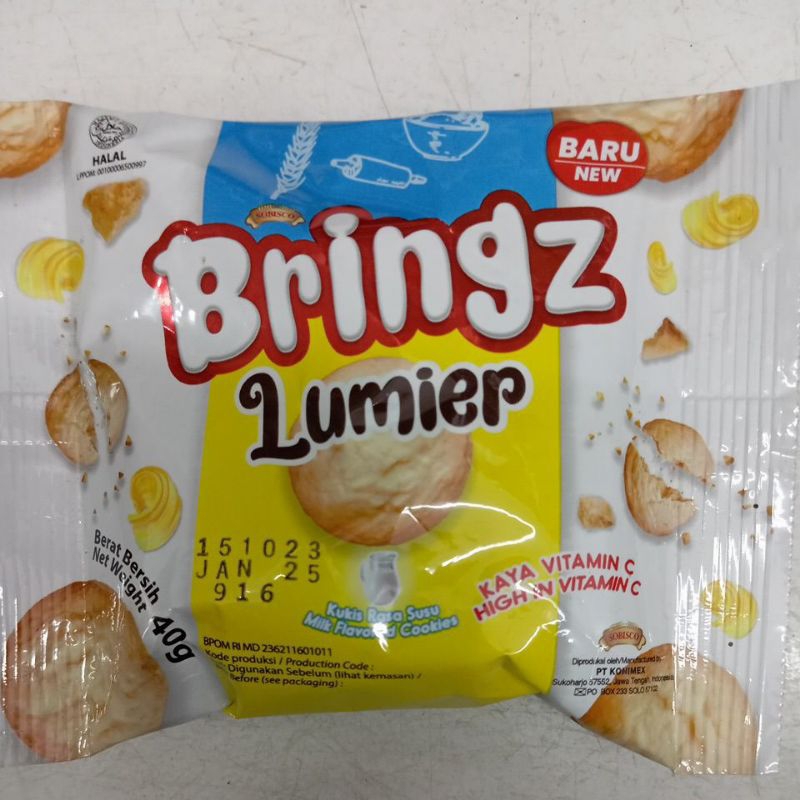 HALAL
LPPOM: 00100006500997
BARU
NEW
SOBISCO
Bringz
Lumier
151023
JAN 25
916
Berat Bersih
Net Weight 40g
Kukis Rasa Susu
Milk Flavored Cookies
KAYA VITAMIN C
HIGH IN VITAMIN C
BPOM RI MD 236211601011
Kode produksi / Production Code :
Digunakan Sebelum (lihat kemasan) /
Before (see packaging) :
SOBISCO
Diproduksi oleh/Manufactured by:
PT KONIMEX
Sukoharjo 57552, Jawa Tengah, Indonesia
PO BOX 233 SOLO 57102